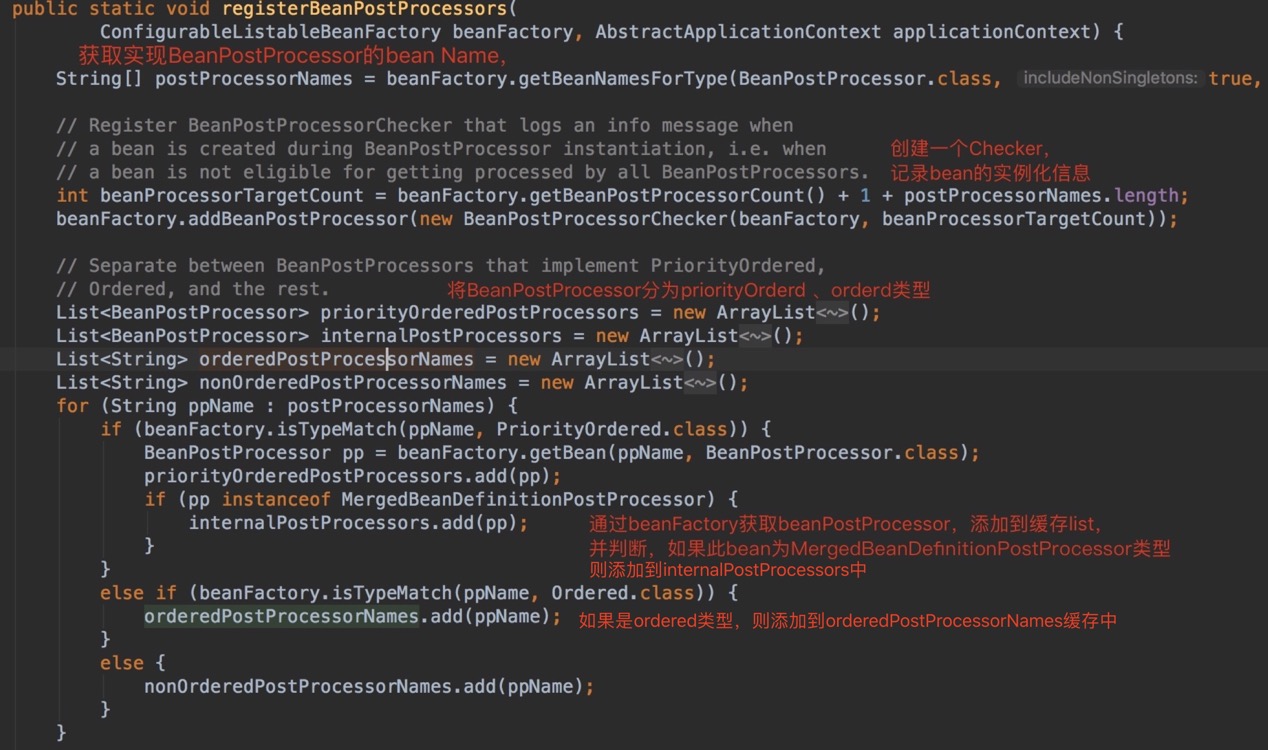 public static void registerBeanPostProcessors(
ConfigurableListableBeanFactory beanFactory, AbstractApplicationContext applicationContext) {
获取实现BeanPostProcessor的bean Name，
String[] postProcessorNames = beanFactory.getBeanNamesForType(BeanPostProcessor.class, includeNonSingletons: true,
// Register BeanPostProcessorChecker that logs an info message when
// a bean is created during BeanPostProcessor instantiation, i.e. when 创建一个Checker，
// a bean is not eligible for getting processed by all BeanPostProcessors. 记录bean的实例化信息
int beanProcessorTargetCount = beanFactory.getBeanPostProcessorCount() + 1 + postProcessorNames.length;
beanFactory.addBeanPostProcessor(new BeanPostProcessorChecker(beanFactory, beanProcessorTargetCount));
// Separate between BeanPostProcessors that implement PriorityOrdered,
// Ordered, and the rest. 将BeanPostProcessor分为priorityOrderd 、orderd类型
List<BeanPostProcessor> priorityOrderedPostProcessors = new ArrayList<~>();
List<BeanPostProcessor> internalPostProcessors = new ArrayList<~>();
List<String> orderedPostProcessorNames = new ArrayList<~>();
List<String> nonOrderedPostProcessorNames = new ArrayList<~>();
for (String ppName : postProcessorNames) {
if (beanFactory.isTypeMatch(ppName, PriorityOrdered.class)) {
BeanPostProcessor pp = beanFactory.getBean(ppName, BeanPostProcessor.class);
priorityOrderedPostProcessors.add(pp);
if (pp instanceof MergedBeanDefinitionPostProcessor) {
internalPostProcessors.add(pp); 通过beanFactory获取beanPostProcessor，添加到缓存list，
} 并判断，如果此bean为MergedBeanDefinitionPostProcessor类型
} 则添加到internalPostProcessors中
else if (beanFactory.isTypeMatch(ppName, Ordered.class)) {
orderedPostProcessorNames.add(ppName); 如果是ordered类型，则添加到orderedPostProcessorNames缓存中
}
else {
nonOrderedPostProcessorNames.add(ppName);
}
}